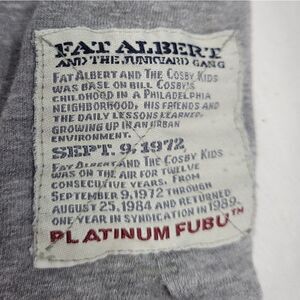 FAT ALBERT
AND THE JUNKYARD GANG
FAT ALBERT AND THE COSBY KIDS
WAS BASE ON BILL COSBY'S
CHILDHOOD IN A PHILADELPHIA
NEIGHBORHOOD, HIS FRIENDS AND
THE DAILY LESSONS LEARNED,
GROWING UP IN AN URBAN
ENVIRONMENT.
SEPT. 9, 1972
FAT ALBERT AND THE COSBY KIDS
WAS ON THE AIR FOR TWELVE
CONSECUTIVE YEARS. FROM
SEPTEMBER 9, 1972 THROUGH
AUGUST 25, 1984 AND RETURNED
ONE YEAR IN SYNDICATION IN 1989.
PLATINUM FUBU™